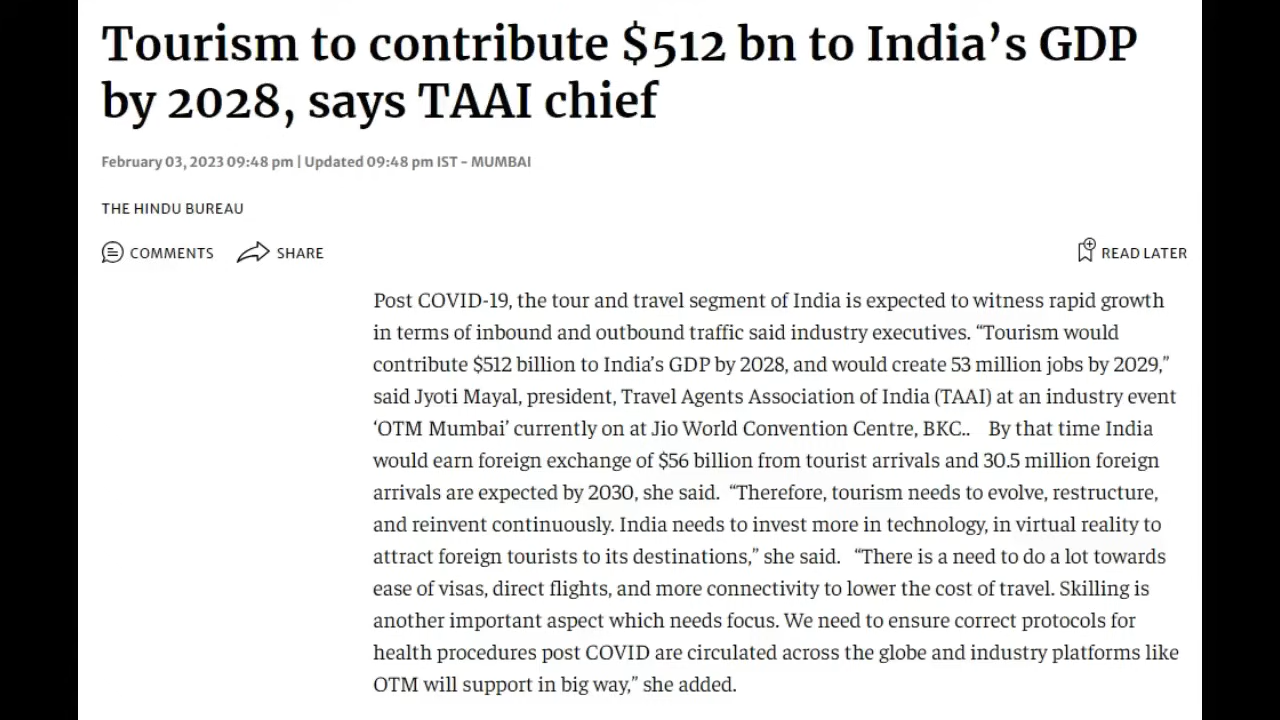 Tourism to contribute $512 bn to India’s GDP
by 2028, says TAAI chief
February 03, 2023 09:48 pm | Updated 09:48 pm IST - MUMBAI
THE HINDU BUREAU
COMMENTS SHARE READ LATER
Post COVID-19, the tour and travel segment of India is expected to witness rapid growth
in terms of inbound and outbound traffic said industry executives. “Tourism would
contribute $512 billion to India’s GDP by 2028, and would create 53 million jobs by 2029,”
said Jyoti Mayal, president, Travel Agents Association of India (TAAI) at an industry event
‘OTM Mumbai’ currently on at Jio World Convention Centre, BKC.. By that time India
would earn foreign exchange of $56 billion from tourist arrivals and 30.5 million foreign
arrivals are expected by 2030, she said. “Therefore, tourism needs to evolve, restructure,
and reinvent continuously. India needs to invest more in technology, in virtual reality to
attract foreign tourists to its destinations,” she said. “There is a need to do a lot towards
ease of visas, direct flights, and more connectivity to lower the cost of travel. Skilling is
another important aspect which needs focus. We need to ensure correct protocols for
health procedures post COVID are circulated across the globe and industry platforms like
OTM will support in big way,” she added.